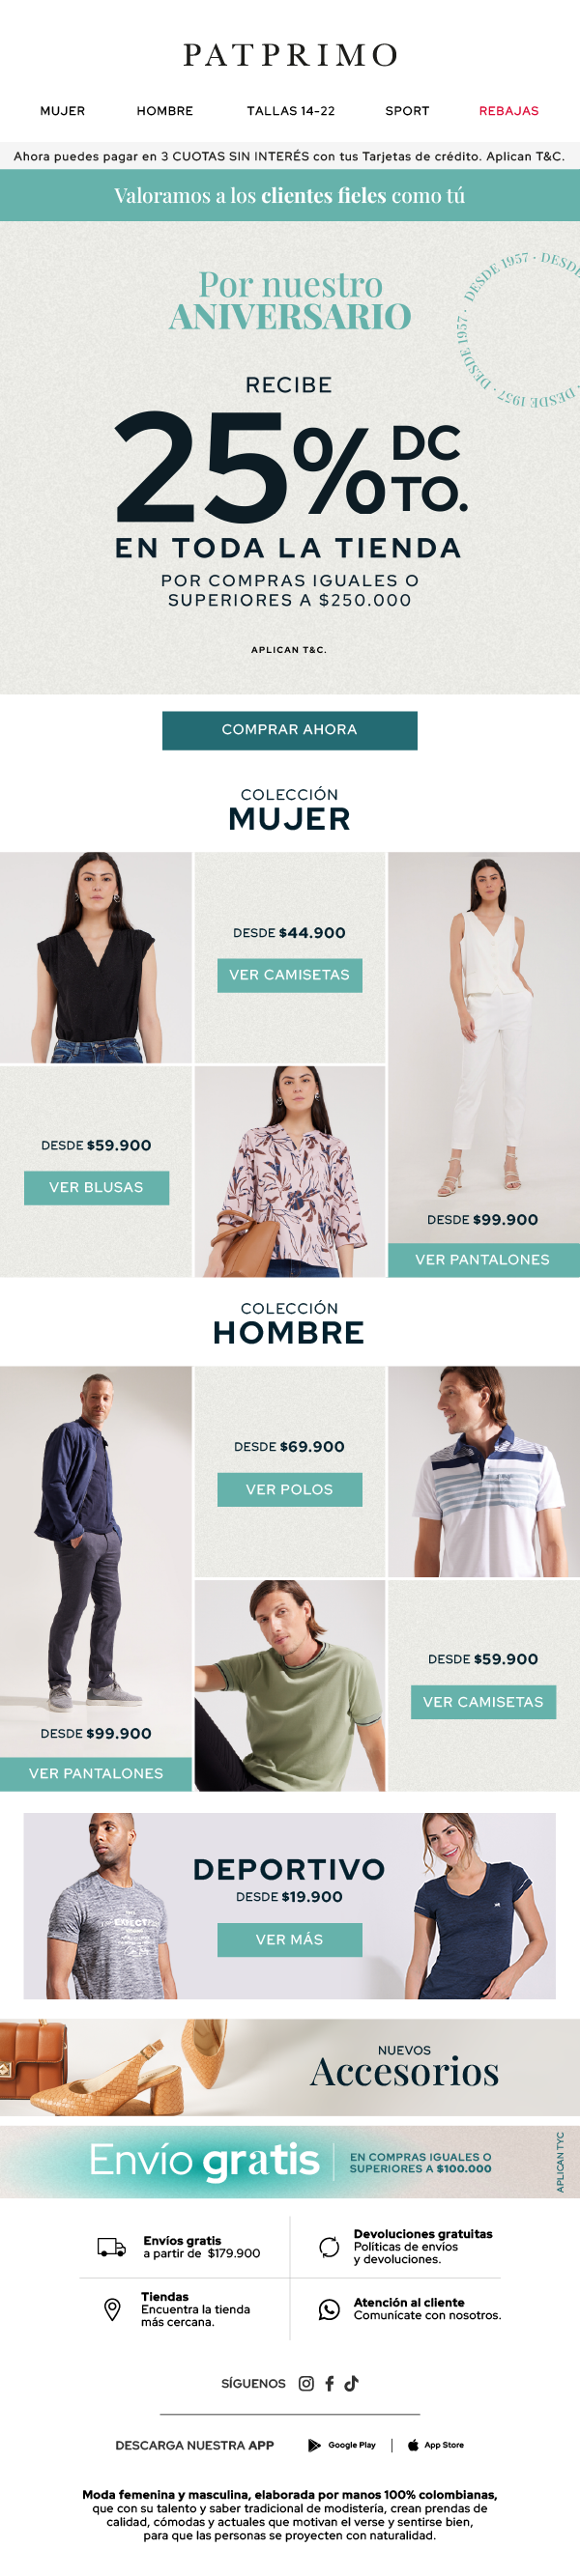 PATPRIMO
MUJER HOMBRE TALLAS 14-22 SPORT REBAJAS
Ahora puedes pagar en 3 CUOTAS SIN INTERÉS con tus Tarjetas de crédito. Aplican T&C.
Valoramos a los clientes fieles como tú
Por nuestro
ANIVERSARIO
DESDE 1957 · DESDE 1957 · DESDE 1957 ·
RECIBE
25% DC
TO.
EN TODA LA TIENDA
POR COMPRAS IGUALES O
SUPERIORES A $250.000
APLICAN T&C.
COMPRAR AHORA
COLECCIÓN
MUJER
DESDE $44.900
VER CAMISETAS
DESDE $59.900
VER BLUSAS
DESDE $99.900
VER PANTALONES
COLECCIÓN
HOMBRE
DESDE $69.900
VER POLOS
DESDE $59.900
VER CAMISETAS
DESDE $99.900
VER PANTALONES
DEPORTIVO
DESDE $19.900
VER MÁS
NUEVOS
Accesorios
Envío gratis
EN COMPRAS IGUALES O
SUPERIORES A $100.000
APLICAN TYC
Envíos gratis
a partir de $179.900
Devoluciones gratuitas
Políticas de envíos
y devoluciones.
Tiendas
Encuentra la tienda
más cercana.
Atención al cliente
Comunícate con nosotros.
SÍGUENOS
DESCARGA NUESTRA APP Google Play | App Store
Moda femenina y masculina, elaborada por manos 100% colombianas,
que con su talento y saber tradicional de modistería, crean prendas de
calidad, cómodas y actuales que motivan el verse y sentirse bien,
para que las personas se proyecten con naturalidad.